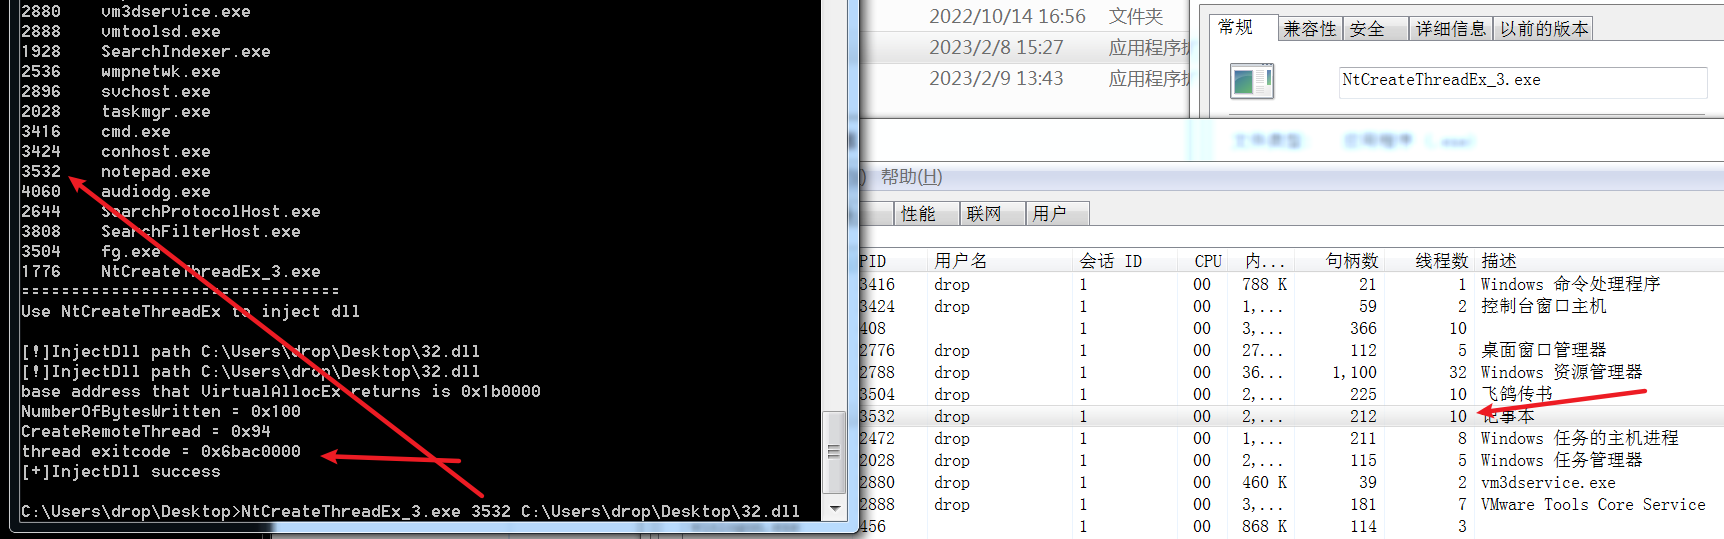 2880 vm3dservice.exe
2888 vmtoolsd.exe
1928 SearchIndexer.exe
2536 wmpnetwk.exe
2896 svchost.exe
2028 taskmgr.exe
3416 cmd.exe
3424 conhost.exe
3532 notepad.exe
4060 audiodg.exe
2644 SearchProtocolHost.exe
3808 SearchFilterHost.exe
3504 fg.exe
1776 NtCreateThreadEx_3.exe
================================
Use NtCreateThreadEx to inject dll
[!]InjectDll path C:\Users\drop\Desktop\32.dll
[!]InjectDll path C:\Users\drop\Desktop\32.dll
base address that VirtualAllocEx returns is 0x1b0000
NumberOfBytesWritten = 0x100
CreateRemoteThread = 0x94
thread exitcode = 0x6bac0000
[+]InjectDll success
C:\Users\drop\Desktop>NtCreateThreadEx_3.exe 3532 C:\Users\drop\Desktop\32.dll
2022/10/14 16:56 文件夹
2023/2/8 15:27 应用程序扩
2023/2/9 13:43 应用程序扩
常规 兼容性 安全 详细信息 以前的版本
NtCreateThreadEx_3.exe
) 帮助(H)
性能 联网 用户
PID 用户名 会话 ID CPU 内... 句柄数 线程数 描述
3416 drop 1 00 788 K 21 1 Windows 命令处理程序
3424 drop 1 00 1,... 59 2 控制台窗口主机
408 1 00 3,... 366 10
2776 drop 1 00 27... 112 5 桌面窗口管理器
2788 drop 1 00 36... 1,100 32 Windows 资源管理器
3504 drop 1 00 2,... 225 10 飞鸽传书
3532 drop 1 00 2,... 212 10 记事本
2472 drop 1 00 1,... 211 8 Windows 任务的主机进程
2028 drop 1 00 2,... 115 5 Windows 任务管理器
2880 drop 1 00 460 K 39 2 vm3dservice.exe
2888 drop 1 00 3,... 181 7 VMware Tools Core Service
456 1 00 868 K 114 3